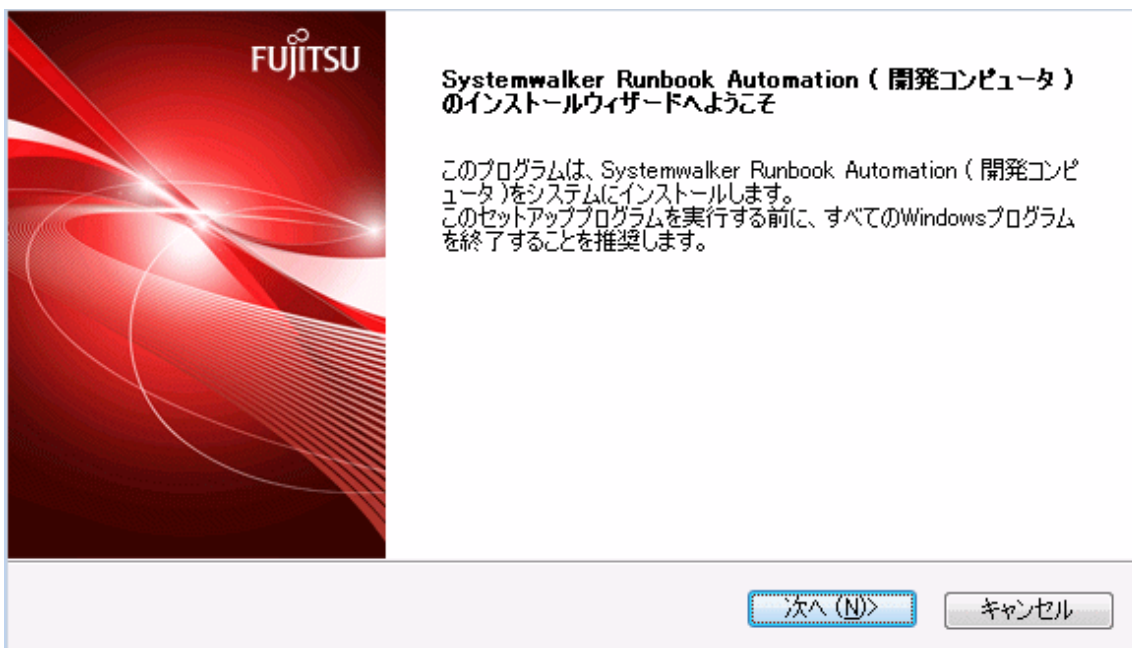 FUJITSU
Systemwalker Runbook Automation ( 開発コンピュータ )
のインストールウィザードへようこそ
このプログラムは、Systemwalker Runbook Automation ( 開発コンピ
ュータ )をシステムにインストールします。
このセットアッププログラムを実行する前に、すべてのWindowsプログラム
を終了することを推奨します。
次へ (N)>
キャンセル